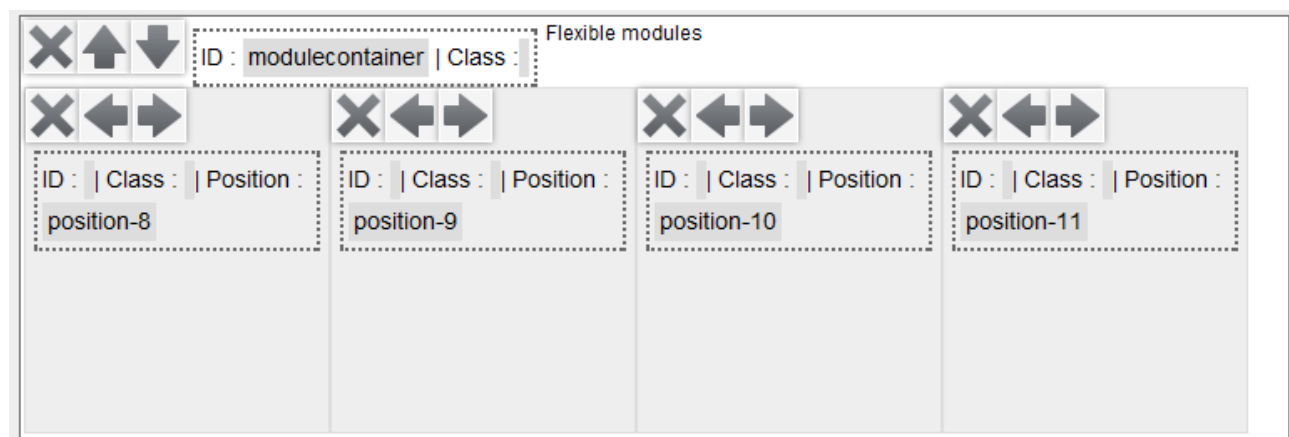 Flexible modules
ID : modulecontainer | Class :
ID : | Class : | Position :
position-8
ID : | Class : | Position :
position-9
ID : | Class : | Position :
position-10
ID : | Class : | Position :
position-11